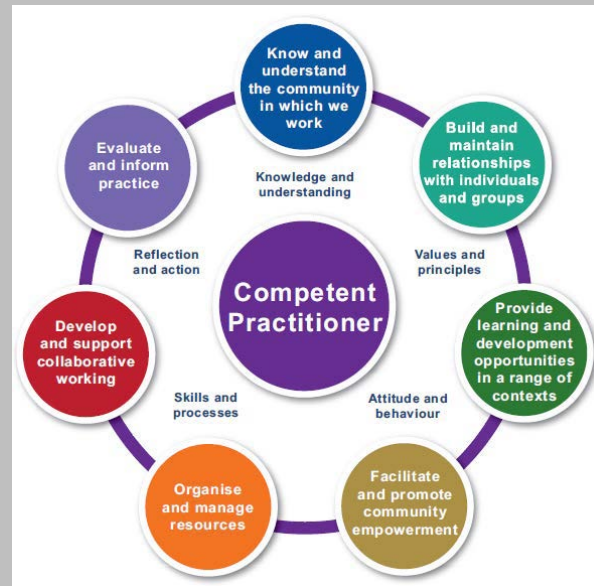 Know and
understand
the community
in which we
work
Build and
maintain
relationships
with individuals
and groups
Provide
learning and
development
opportunities
in a range of
contexts
Facilitate
and promote
community
empowerment
Organise
and manage
resources
Develop
and support
collaborative
working
Evaluate
and inform
practice
Knowledge and
understanding
Values and
principles
Attitude and
behaviour
Skills and
processes
Reflection
and action
Competent
Practitioner